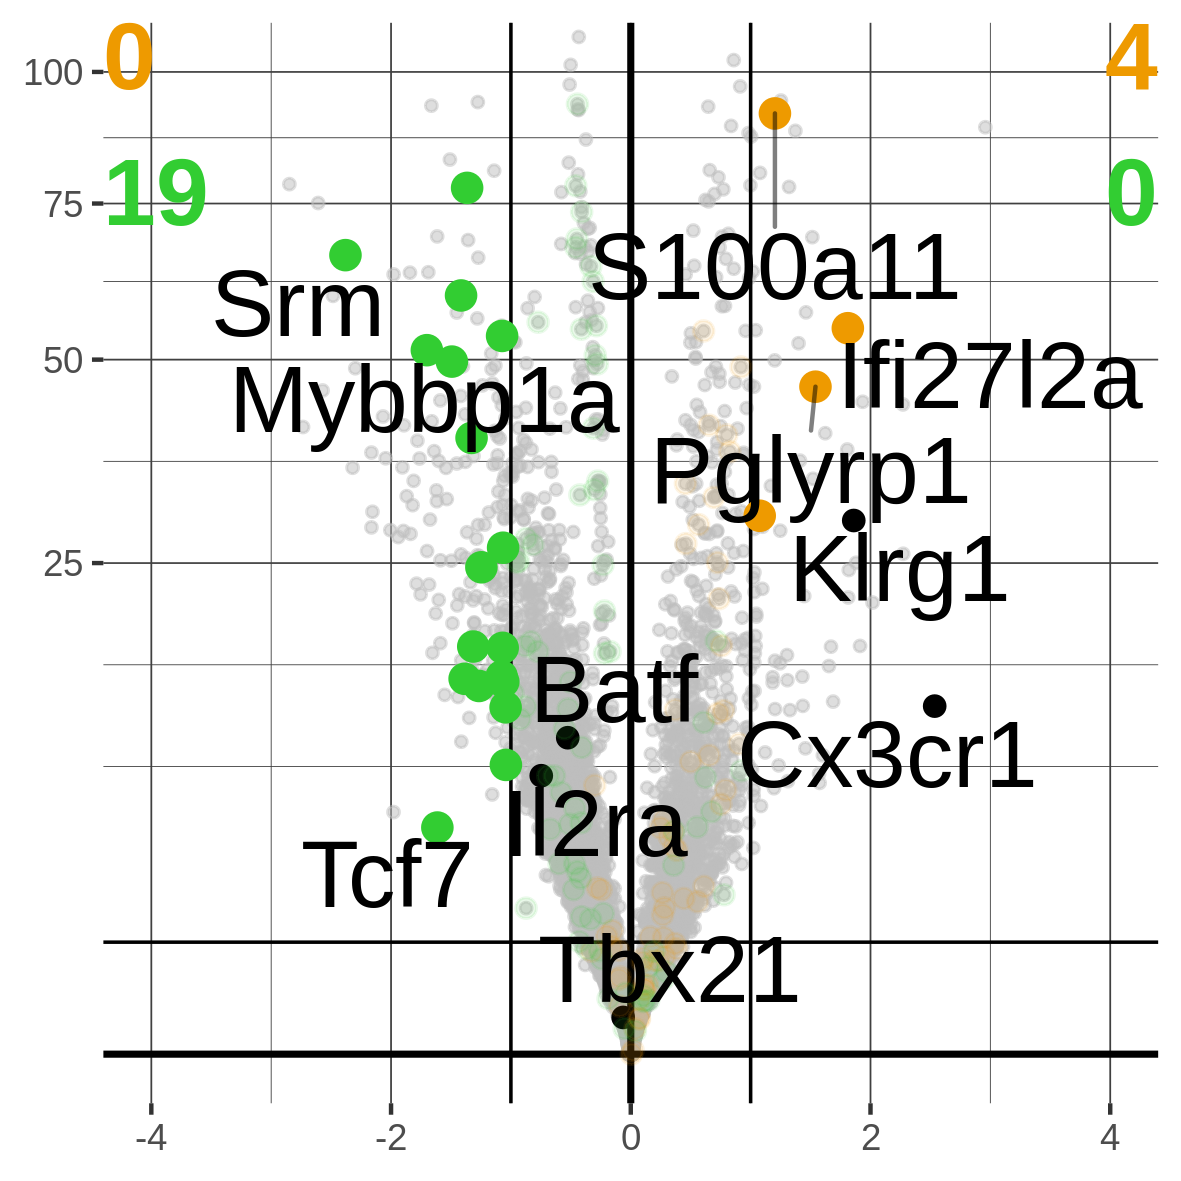 0
4
100
19
0
75
S100a11
Srm
50
Ifi27l2a
Mybbp1a
Pglyrp1
Klrg1
25
Batf
Cx3cr1
Il2ra
Tcf7
Tbx21
-4 -2 0 2 4